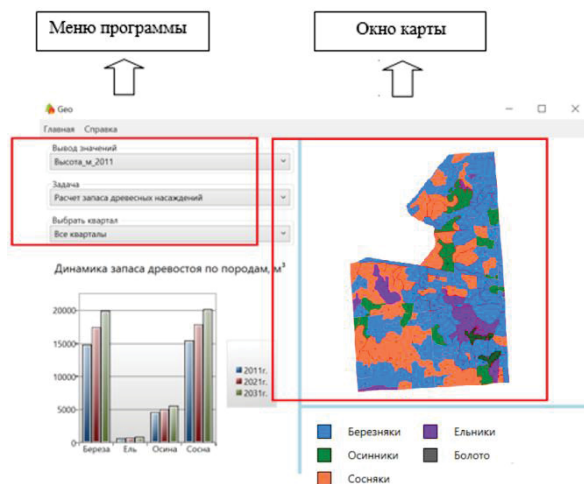 Меню программы
Окно карты
Geo
Главная Справка
Вывод значений
Высота_м_2011
Задача
Расчет запаса древесных насаждений
Выбрать квартал
Все кварталы
Динамика запаса древостоя по породам, м³
20000
15000
10000
5000
0
Береза Ель Осина Сосна
2011г.
2021г.
2031г.
Березняки Ельники
Осинники Болото
Сосняки